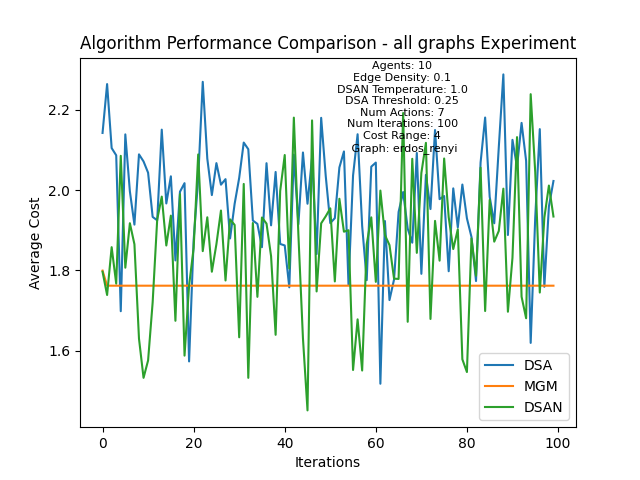 Algorithm Performance Comparison - all graphs Experiment
Agents: 10
Edge Density: 0.1
DSAN Temperature: 1.0
DSA Threshold: 0.25
Num Actions: 7
Num Iterations: 100
Cost Range: 4
Graph: erdos_renyi
2.2
2.0
1.8
1.6
Average Cost
0
20
40
60
80
100
Iterations
DSA
MGM
DSAN